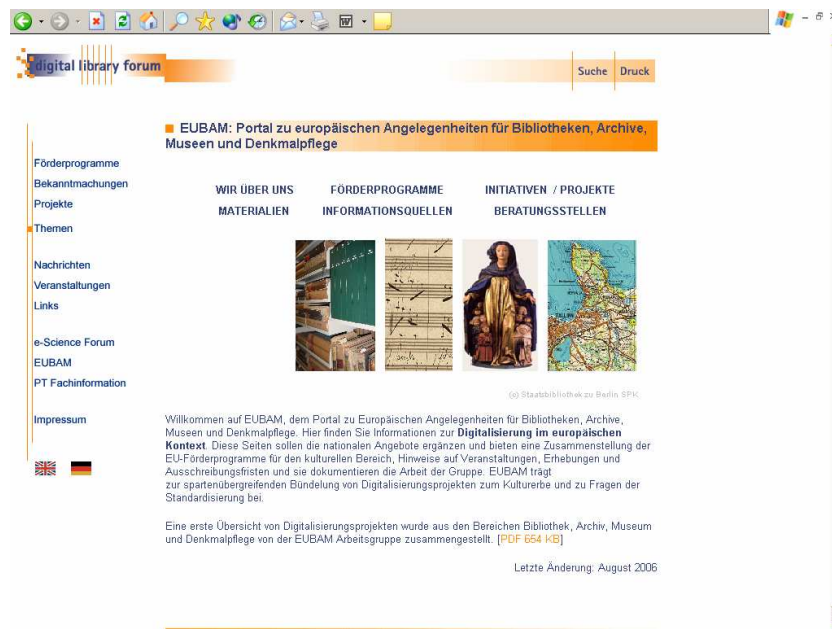 digital library forum
Suche Druck
EUBAM: Portal zu europäischen Angelegenheiten für Bibliotheken, Archive,
Museen und Denkmalpflege
Förderprogramme
Bekanntmachungen
Projekte
Themen
Nachrichten
Veranstaltungen
Links
e-Science Forum
EUBAM
PT Fachinformation
Impressum
WIR ÜBER UNS FÖRDERPROGRAMME INITIATIVEN / PROJEKTE
MATERIALIEN INFORMATIONSQUELLEN BERATUNGSSTELLEN
(c) Staatsbibliothek zu Berlin SPK
Willkommen auf EUBAM, dem Portal zu Europäischen Angelegenheiten für Bibliotheken, Archive,
Museen und Denkmalpflege. Hier finden Sie Informationen zur Digitalisierung im europäischen
Kontext. Diese Seiten sollen die nationalen Angebote ergänzen und bieten eine Zusammenstellung der
EU-Förderprogramme für den kulturellen Bereich, Hinweise auf Veranstaltungen, Erhebungen und
Ausschreibungsfristen und sie dokumentieren die Arbeit der Gruppe. EUBAM trägt
zur spartenübergreifenden Bündelung von Digitalisierungsprojekten zum Kulturerbe und zu Fragen der
Standardisierung bei.
Eine erste Übersicht von Digitalisierungsprojekten wurde aus den Bereichen Bibliothek, Archiv, Museum
und Denkmalpflege von der EUBAM Arbeitsgruppe zusammengestellt. [PDF 654 KB]
Letzte Änderung: August 2006